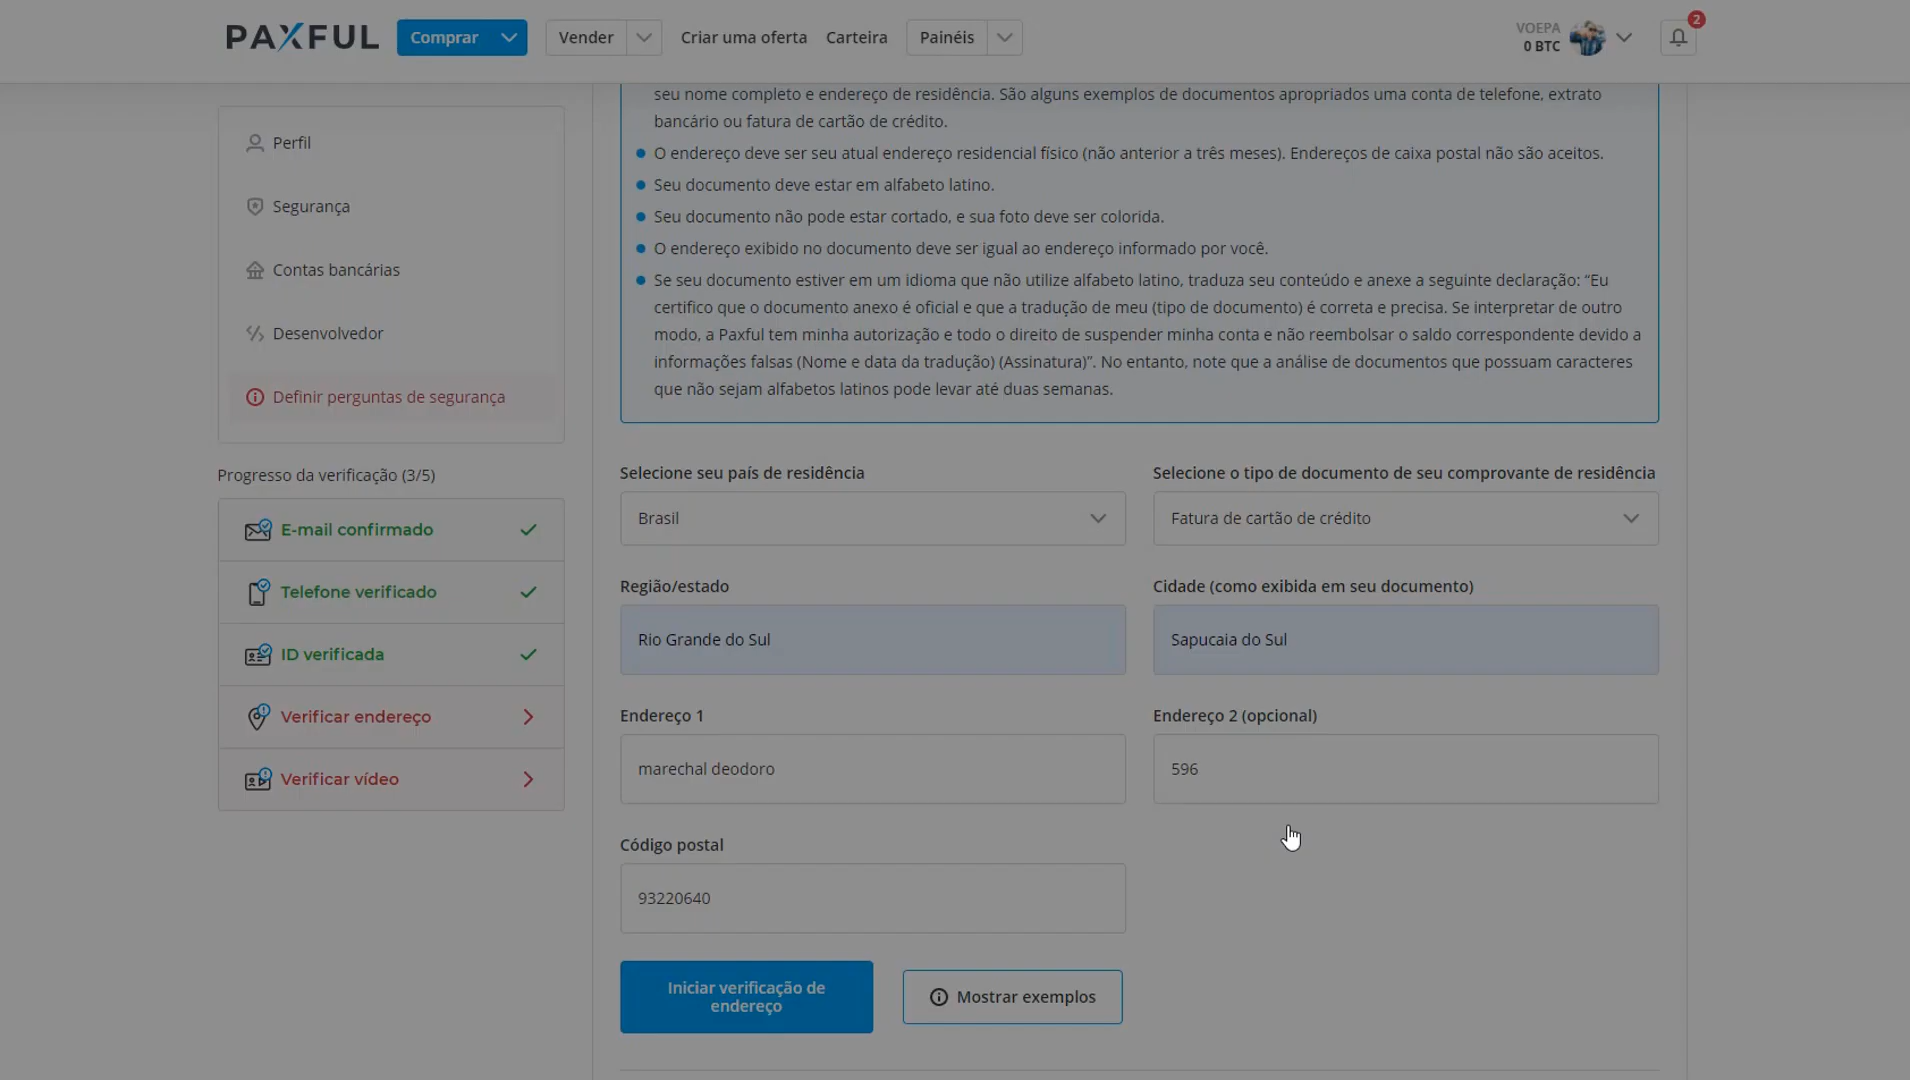 PAXFUL
Comprar
Vender
Criar uma oferta
Carteira
Painéis
VOEPA
0 BTC
2
seu nome completo e endereço de residência. São alguns exemplos de documentos apropriados uma conta de telefone, extrato
bancário ou fatura de cartão de crédito.
O endereço deve ser seu atual endereço residencial físico (não anterior a três meses). Endereços de caixa postal não são aceitos.
Seu documento deve estar em alfabeto latino.
Seu documento não pode estar cortado, e sua foto deve ser colorida.
O endereço exibido no documento deve ser igual ao endereço informado por você.
Se seu documento estiver em um idioma que não utilize alfabeto latino, traduza seu conteúdo e anexe a seguinte declaração: “Eu
certifico que o documento anexo é oficial e que a tradução de meu (tipo de documento) é correta e precisa. Se interpretar de outro
modo, a Paxful tem minha autorização e todo o direito de suspender minha conta e não reembolsar o saldo correspondente devido a
informações falsas (Nome e data da tradução) (Assinatura)”. No entanto, note que a análise de documentos que possuam caracteres
que não sejam alfabetos latinos pode levar até duas semanas.
Perfil
Segurança
Contas bancárias
Desenvolvedor
Definir perguntas de segurança
Progresso da verificação (3/5)
E-mail confirmado
Telefone verificado
ID verificada
Verificar endereço
Verificar vídeo
Selecione seu país de residência
Brasil
Selecione o tipo de documento de seu comprovante de residência
Fatura de cartão de crédito
Região/estado
Rio Grande do Sul
Cidade (como exibida em seu documento)
Sapucaia do Sul
Endereço 1
marechal deodoro
Endereço 2 (opcional)
596
Código postal
93220640
Iniciar verificação de
endereço
Mostrar exemplos